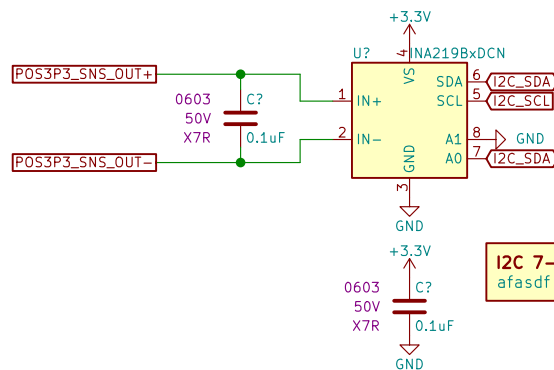 +3.3V
U?
INA219BxDCN
POS3P3_SNS_OUT+
4
VS
6
SDA
I2C_SDA
0603
C?
1
IN+
SCL
5
I2C_SCL
50V
X7R
0.1uF
2
IN-
A1
8
GND
POS3P3_SNS_OUT-
GND
A0
7
I2C_SDA
3
GND
+3.3V
I2C 7-
afasdf
0603
C?
50V
X7R
0.1uF
GND